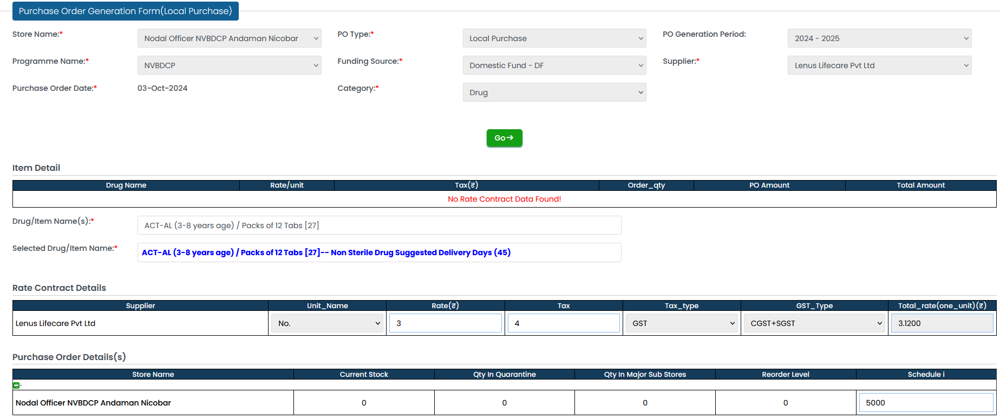 Purchase Order Generation Form(Local Purchase)
Store Name:* Nodal Officer NVBDCP Andaman Nicobar PO Type:* Local Purchase PO Generation Period: 2024 - 2025
Programme Name:* NVBDCP Funding Source:* Domestic Fund - DF Supplier:* Lenus Lifecare Pvt Ltd
Purchase Order Date:* 03-Oct-2024 Category:* Drug
Go→
Item Detail
Drug Name Rate/unit Tax(₹) Order_qty PO Amount Total Amount
No Rate Contract Data Found!
Drug/Item Name(s):* ACT-AL (3-8 years age) / Packs of 12 Tabs [27]
Selected Drug/Item Name:* ACT-AL (3-8 years age) / Packs of 12 Tabs [27]-- Non Sterile Drug Suggested Delivery Days (45)
Rate Contract Details
Supplier Unit_Name Rate(₹) Tax Tax_type GST_Type Total_rate(one_unit)(₹)
Lenus Lifecare Pvt Ltd No. 3 4 GST CGST+SGST 3.1200
Purchase Order Details(s)
Store Name Current Stock Qty In Quarantine Qty In Major Sub Stores Reorder Level Schedule i
-
Nodal Officer NVBDCP Andaman Nicobar 0 0 0 0 5000